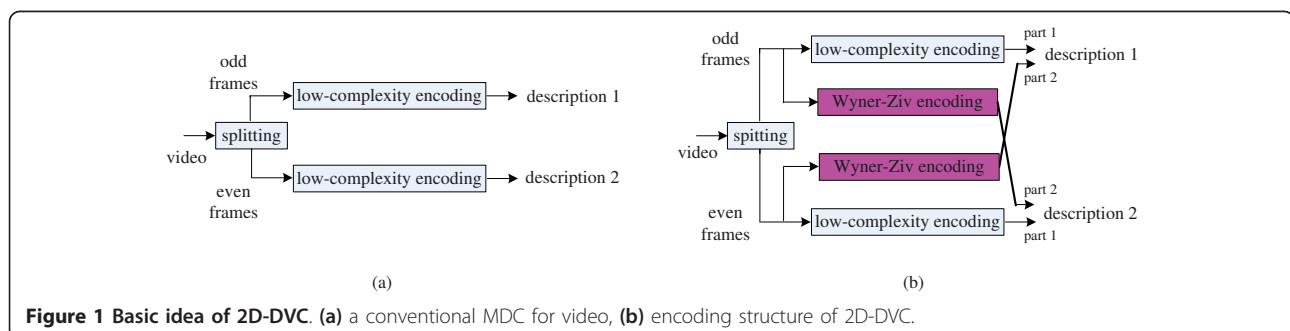 odd
frames
low-complexity encoding
description 1
splitting
video
low-complexity encoding
description 2
even
frames
(a)
odd
frames
low-complexity encoding
part 1
description 1
part 2
Wyner-Ziv encoding
spitting
video
Wyner-Ziv encoding
part 2
even
frames
low-complexity encoding
description 2
part 1
(b)
Figure 1 Basic idea of 2D-DVC. (a) a conventional MDC for video, (b) encoding structure of 2D-DVC.